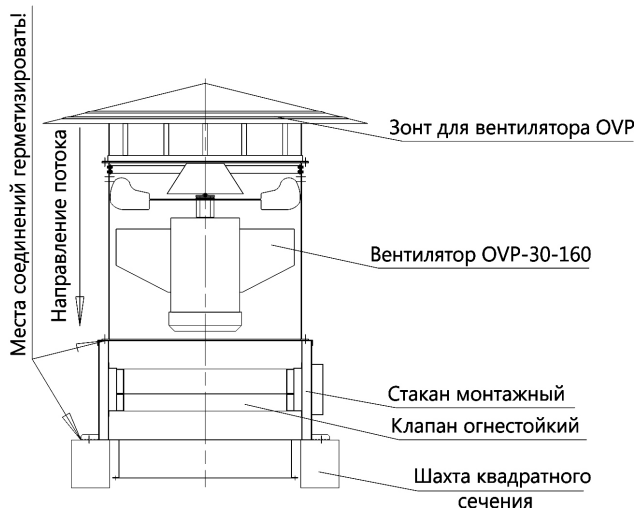 Места соединений герметизировать!
Направление потока
Зонт для вентилятора OVP
Вентилятор OVP-30-160
Стакан монтажный
Клапан огнестойкий
Шахта квадратного
сечения